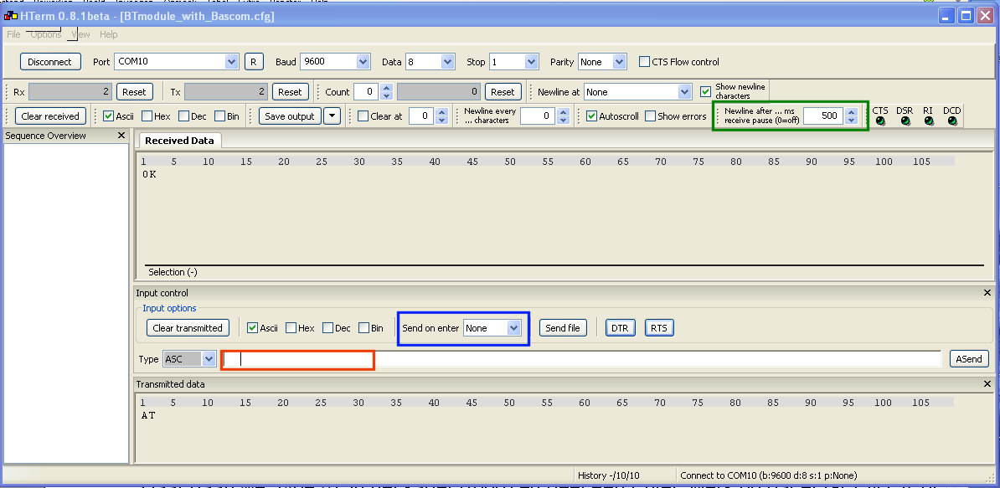 HTerm 0.8.1beta - [BTmodule_with_Bascom.cfg]
File Options View Help
Disconnect Port COM10 R Baud 9600 Data 8 Stop 1 Parity None CTS Flow control
Rx 2 Reset Tx 2 Reset Count 0 0 Reset Newline at None Show newline characters
Clear received Ascii Hex Dec Bin Save output Clear at 0 Newline every ... characters 0 Autoscroll Show errors Newline after ... ms receive pause (0=off) 500 CTS DSR RI DCD
Sequence Overview
Received Data
1 5 10 15 20 25 30 35 40 45 50 55 60 65 70 75 80 85 90 95 100 105
OK
Selection (-)
Input control
Input options
Clear transmitted Ascii Hex Dec Bin Send on enter None Send file DTR RTS
Type ASC ASend
Transmitted data
1 5 10 15 20 25 30 35 40 45 50 55 60 65 70 75 80 85 90 95 100 105
AT
History -/10/10 Connect to COM10 (b:9600 d:8 s:1 p:None)